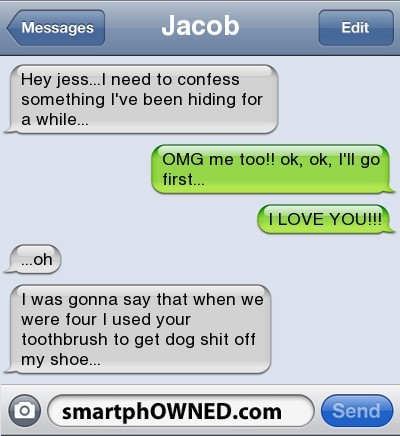 Messages
Jacob
Edit
Hey jess...I need to confess
something I've been hiding for
a while...
OMG me too!! ok, ok, I'll go
first...
I LOVE YOU!!!
...oh
I was gonna say that when we
were four I used your
toothbrush to get dog shit off
my shoe...
smartphOWNED.com
Send